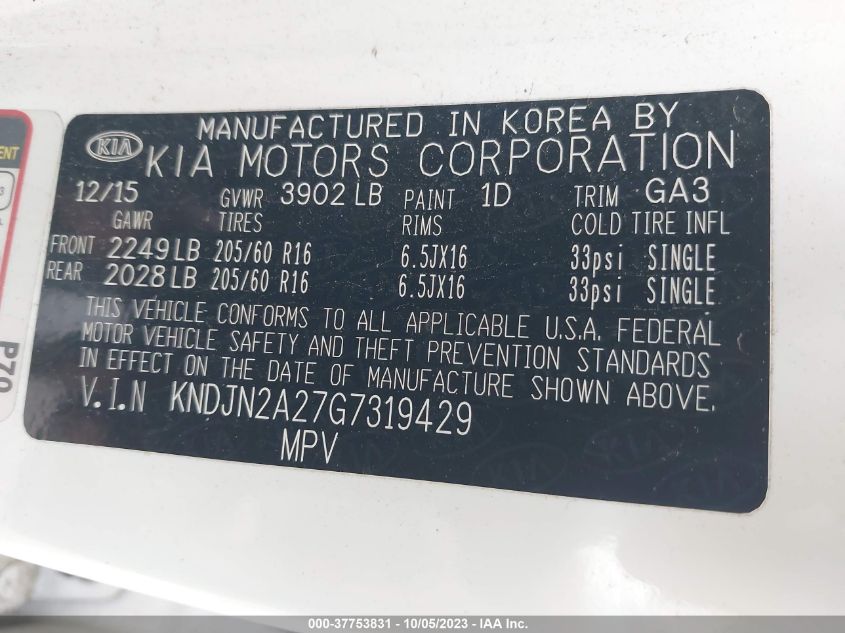 MANUFACTURED IN KOREA BY
KIA KIA MOTORS CORPORATION
12/15 GVWR 3902 LB PAINT 1D TRIM GA3
GAWR TIRES RIMS COLD TIRE INFL
FRONT 2249 LB 205/60 R16 6.5JX16 33psi SINGLE
REAR 2028 LB 205/60 R16 6.5JX16 33psi SINGLE
THIS VEHICLE CONFORMS TO ALL APPLICABLE U.S.A. FEDERAL
MOTOR VEHICLE SAFETY AND THEFT PREVENTION STANDARDS
IN EFFECT ON THE DATE OF MANUFACTURE SHOWN ABOVE.
V.I.N KNDJN2A27G7319429
MPV
P70
000-37753831 - 10/05/2023 - IAA Inc.